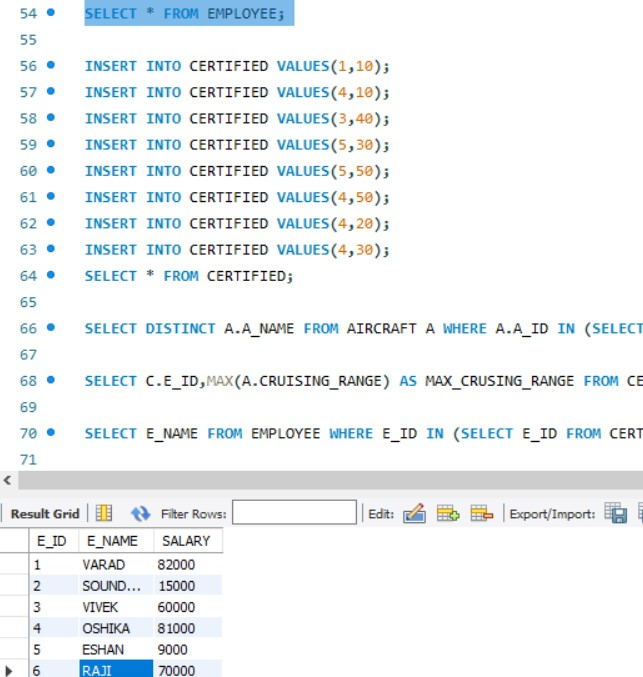 54 SELECT * FROM EMPLOYEE;
55
56 INSERT INTO CERTIFIED VALUES(1,10);
57 INSERT INTO CERTIFIED VALUES(4,10);
58 INSERT INTO CERTIFIED VALUES(3,40);
59 INSERT INTO CERTIFIED VALUES(5,30);
60 INSERT INTO CERTIFIED VALUES(5,50);
61 INSERT INTO CERTIFIED VALUES(4,50);
62 INSERT INTO CERTIFIED VALUES(4,20);
63 INSERT INTO CERTIFIED VALUES(4,30);
64 SELECT * FROM CERTIFIED;
65
66 SELECT DISTINCT A.A_NAME FROM AIRCRAFT A WHERE A.A_ID IN (SELECT
67
68 SELECT C.E_ID,MAX(A.CRUISING_RANGE) AS MAX_CRUSING_RANGE FROM CE
69
70 SELECT E_NAME FROM EMPLOYEE WHERE E_ID IN (SELECT E_ID FROM CERT
71
Result Grid Filter Rows: Edit: Export/Import:
E_ID E_NAME SALARY
1 VARAD 82000
2 SOUND... 15000
3 VIVEK 60000
4 OSHIKA 81000
5 ESHAN 9000
6 RAJI 70000